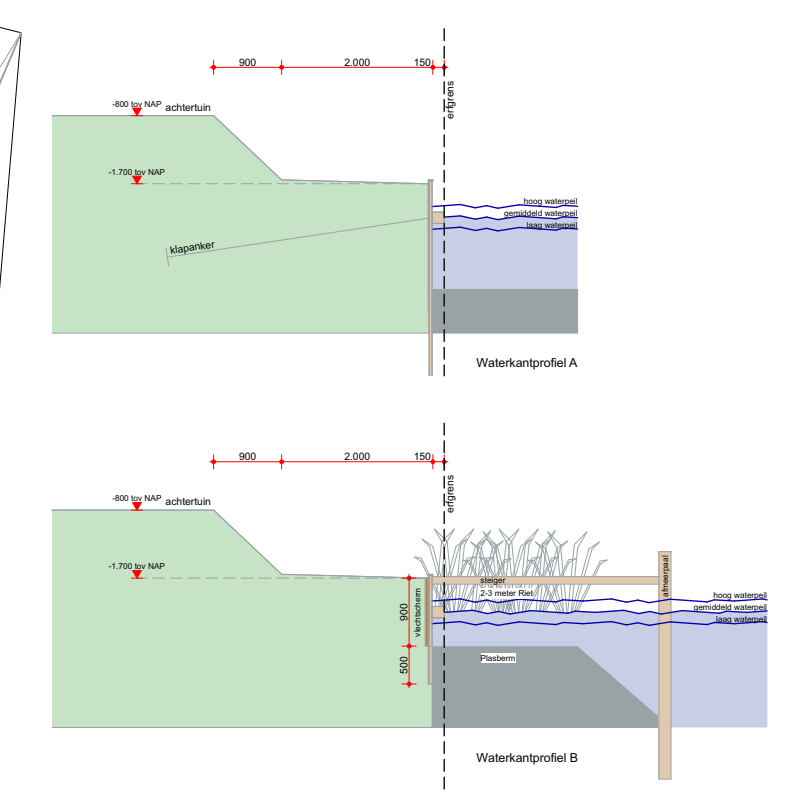 900 2.000 150
erfgrens
-800 tov NAP achtertuin
-1.700 tov NAP
hoog waterpeil
gemiddeld waterpeil
laag waterpeil
klapanker
Waterkantprofiel A
900 2.000 150
erfgrens
-800 tov NAP achtertuin
-1.700 tov NAP
steiger
2-3 meter Riet
afmeerpaal
hoog waterpeil
gemiddeld waterpeil
laag waterpeil
900
vlechtscherm
500
Plasberm
Waterkantprofiel B